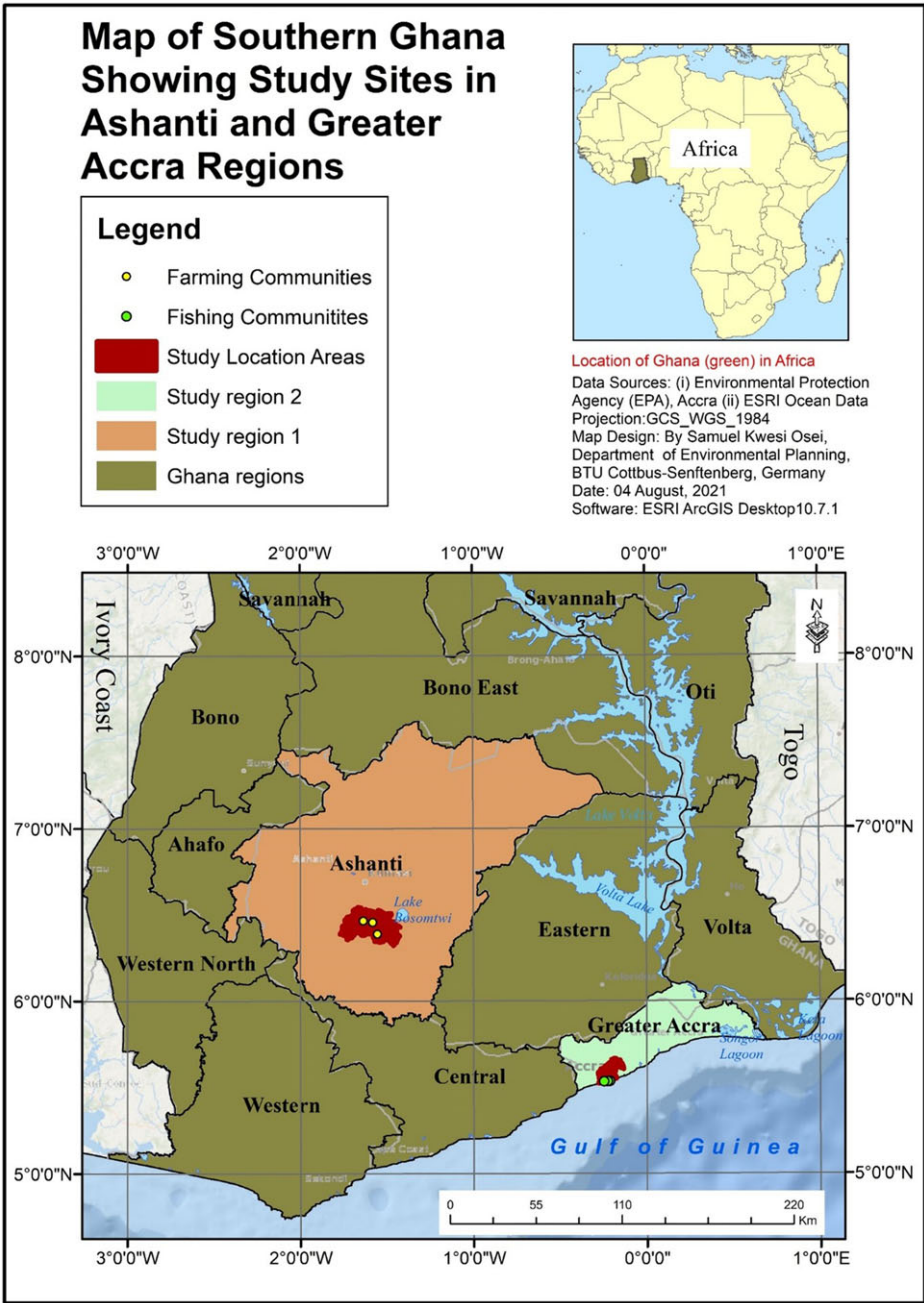 Map of Southern Ghana
Showing Study Sites in
Ashanti and Greater
Accra Regions
Legend
Farming Communities
Fishing Communitites
Study Location Areas
Study region 2
Study region 1
Ghana regions
Africa
Location of Ghana (green) in Africa
Data Sources: (i) Environmental Protection
Agency (EPA), Accra (ii) ESRI Ocean Data
Projection:GCS_WGS_1984
Map Design: By Samuel Kwesi Osei,
Department of Environmental Planning,
BTU Cottbus-Senftenberg, Germany
Date: 04 August, 2021
Software: ESRI ArcGIS Desktop10.7.1
3°0'0"W 2°0'0"W 1°0'0"W 0°0'0" 1°0'0"E
Ivory Coast
Savannah
Savannah
N
8°0'0"N
8°0'0"N
Brong-Ahafo
Bono East
Oti
Bono
Togo
7°0'0"N
7°0'0"N
Lake Volta
Ahafo
Ashanti
Ashanti
Lake
Bosomtwi
Volta Lake
Eastern
Volta
TOGO
GHANA
Western North
6°0'0"N
6°0'0"N
Greater Accra
Keta
Lagoon
Songor
Lagoon
Accra
Central
Western
Gulf of Guinea
5°0'0"N
5°0'0"N
0 55 110 220
Km
3°0'0"W 2°0'0"W 1°0'0"W 0°0'0" 1°0'0"E